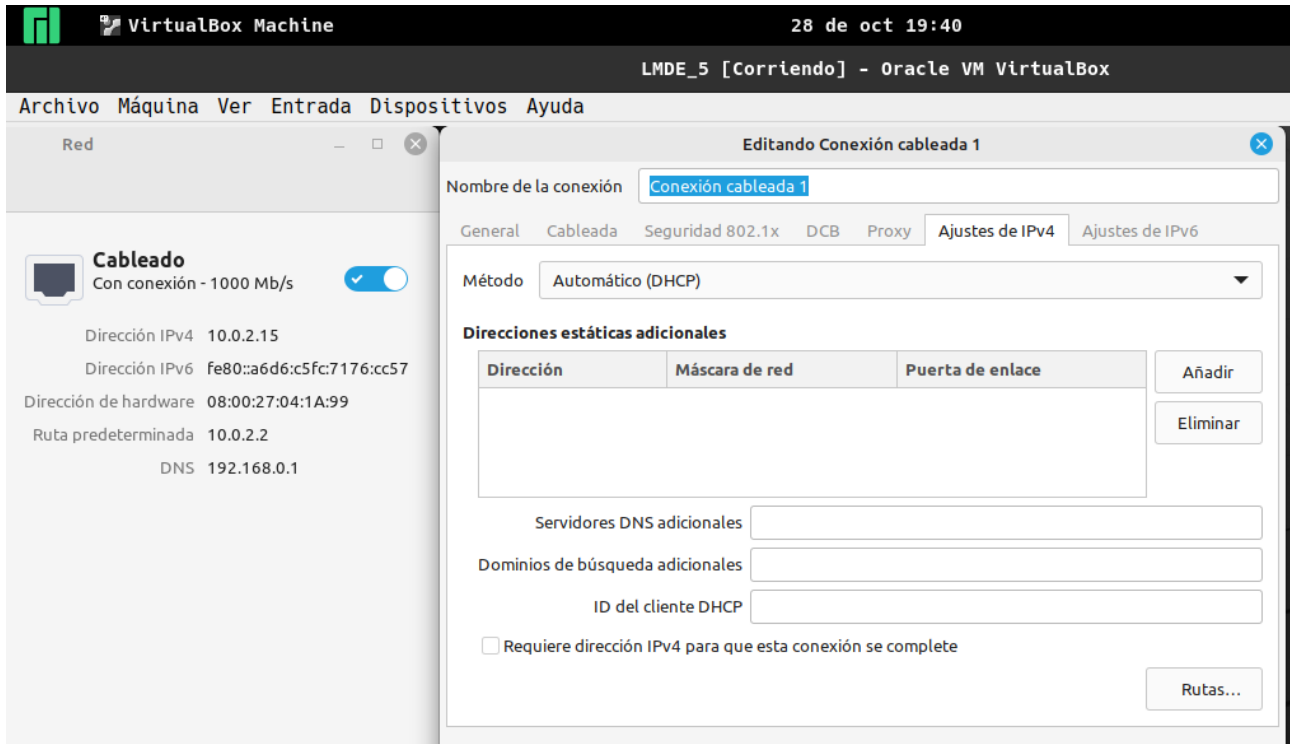 VirtualBox Machine 28 de oct 19:40
LMDE_5 [Corriendo] - Oracle VM VirtualBox
Archivo Máquina Ver Entrada Dispositivos Ayuda
Red
Cableado
Con conexión - 1000 Mb/s
Dirección IPv4 10.0.2.15
Dirección IPv6 fe80::a6d6:c5fc:7176:cc57
Dirección de hardware 08:00:27:04:1A:99
Ruta predeterminada 10.0.2.2
DNS 192.168.0.1
Editando Conexión cableada 1
Nombre de la conexión Conexión cableada 1
General Cableada Seguridad 802.1x DCB Proxy Ajustes de IPv4 Ajustes de IPv6
Método Automático (DHCP)
Direcciones estáticas adicionales
Dirección Máscara de red Puerta de enlace
Añadir
Eliminar
Servidores DNS adicionales
Dominios de búsqueda adicionales
ID del cliente DHCP
Requiere dirección IPv4 para que esta conexión se complete
Rutas…